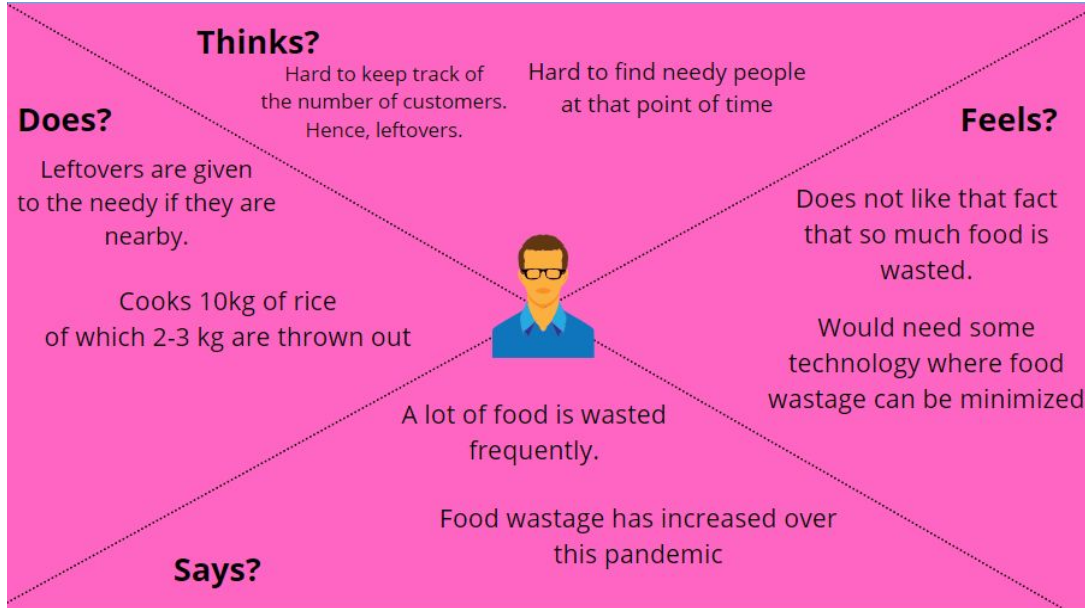 Thinks?
Hard to keep track of
the number of customers.
Hence, leftovers.
Hard to find needy people
at that point of time
Does?
Leftovers are given
to the needy if they are
nearby.
Cooks 10kg of rice
of which 2-3 kg are thrown out
Feels?
Does not like that fact
that so much food is
wasted.
Would need some
technology where food
wastage can be minimized
A lot of food is wasted
frequently.
Food wastage has increased over
this pandemic
Says?